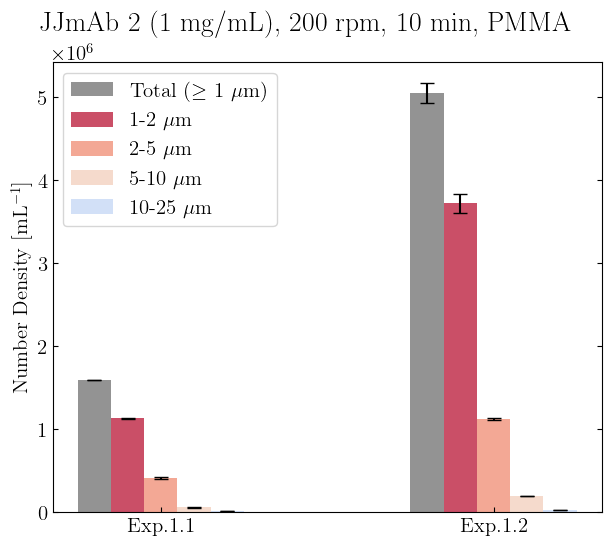 JJmAb 2 (1 mg/mL), 200 rpm, 10 min, PMMA
×10⁶
Total (≥ 1 μm)
1-2 μm
2-5 μm
5-10 μm
10-25 μm
Number Density [mL⁻¹]
5
4
3
2
1
0
Exp.1.1
Exp.1.2